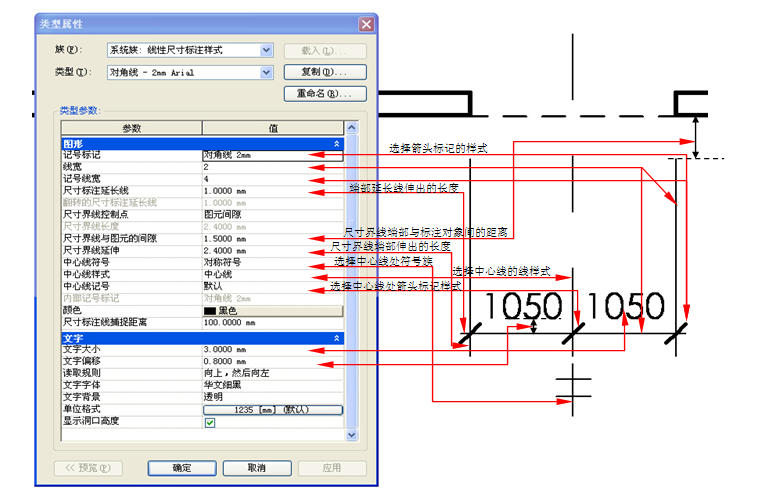 类型属性
族(F): 系统族: 线性尺寸标注样式 载入(L)...
类型(T): 对角线 - 2mm Arial 复制(D)...
重命名(R)...
类型参数:
参数 值
图形
记号标记 对角线 2mm
线宽 2
记号线宽 4
尺寸标注延长线 1.0000 mm
翻转的尺寸标注延长线 1.0000 mm
尺寸界线控制点 图元间隙
尺寸界线长度 2.4000 mm
尺寸界线与图元的间隙 1.5000 mm
尺寸界线延伸 2.4000 mm
中心线符号 对称符号
中心线样式 中心线
中心线记号 默认
内部记号标记 对角线 2mm
颜色 黑色
尺寸标注线捕捉距离 100.0000 mm
文字
文字大小 3.0000 mm
文字偏移 0.8000 mm
读取规则 向上，然后向左
文字字体 华文细黑
文字背景 透明
单位格式 1235 [mm] (默认)
显示洞口高度
<< 预览(P) 确定 取消 应用
选择箭头标记的样式
端部延长线伸出的长度
尺寸界线端部与标注对象间的距离
尺寸界线端部伸出的长度
选择中心线处符号族
选择中心线的线样式
选择中心线处箭头标记样式
1050 1050